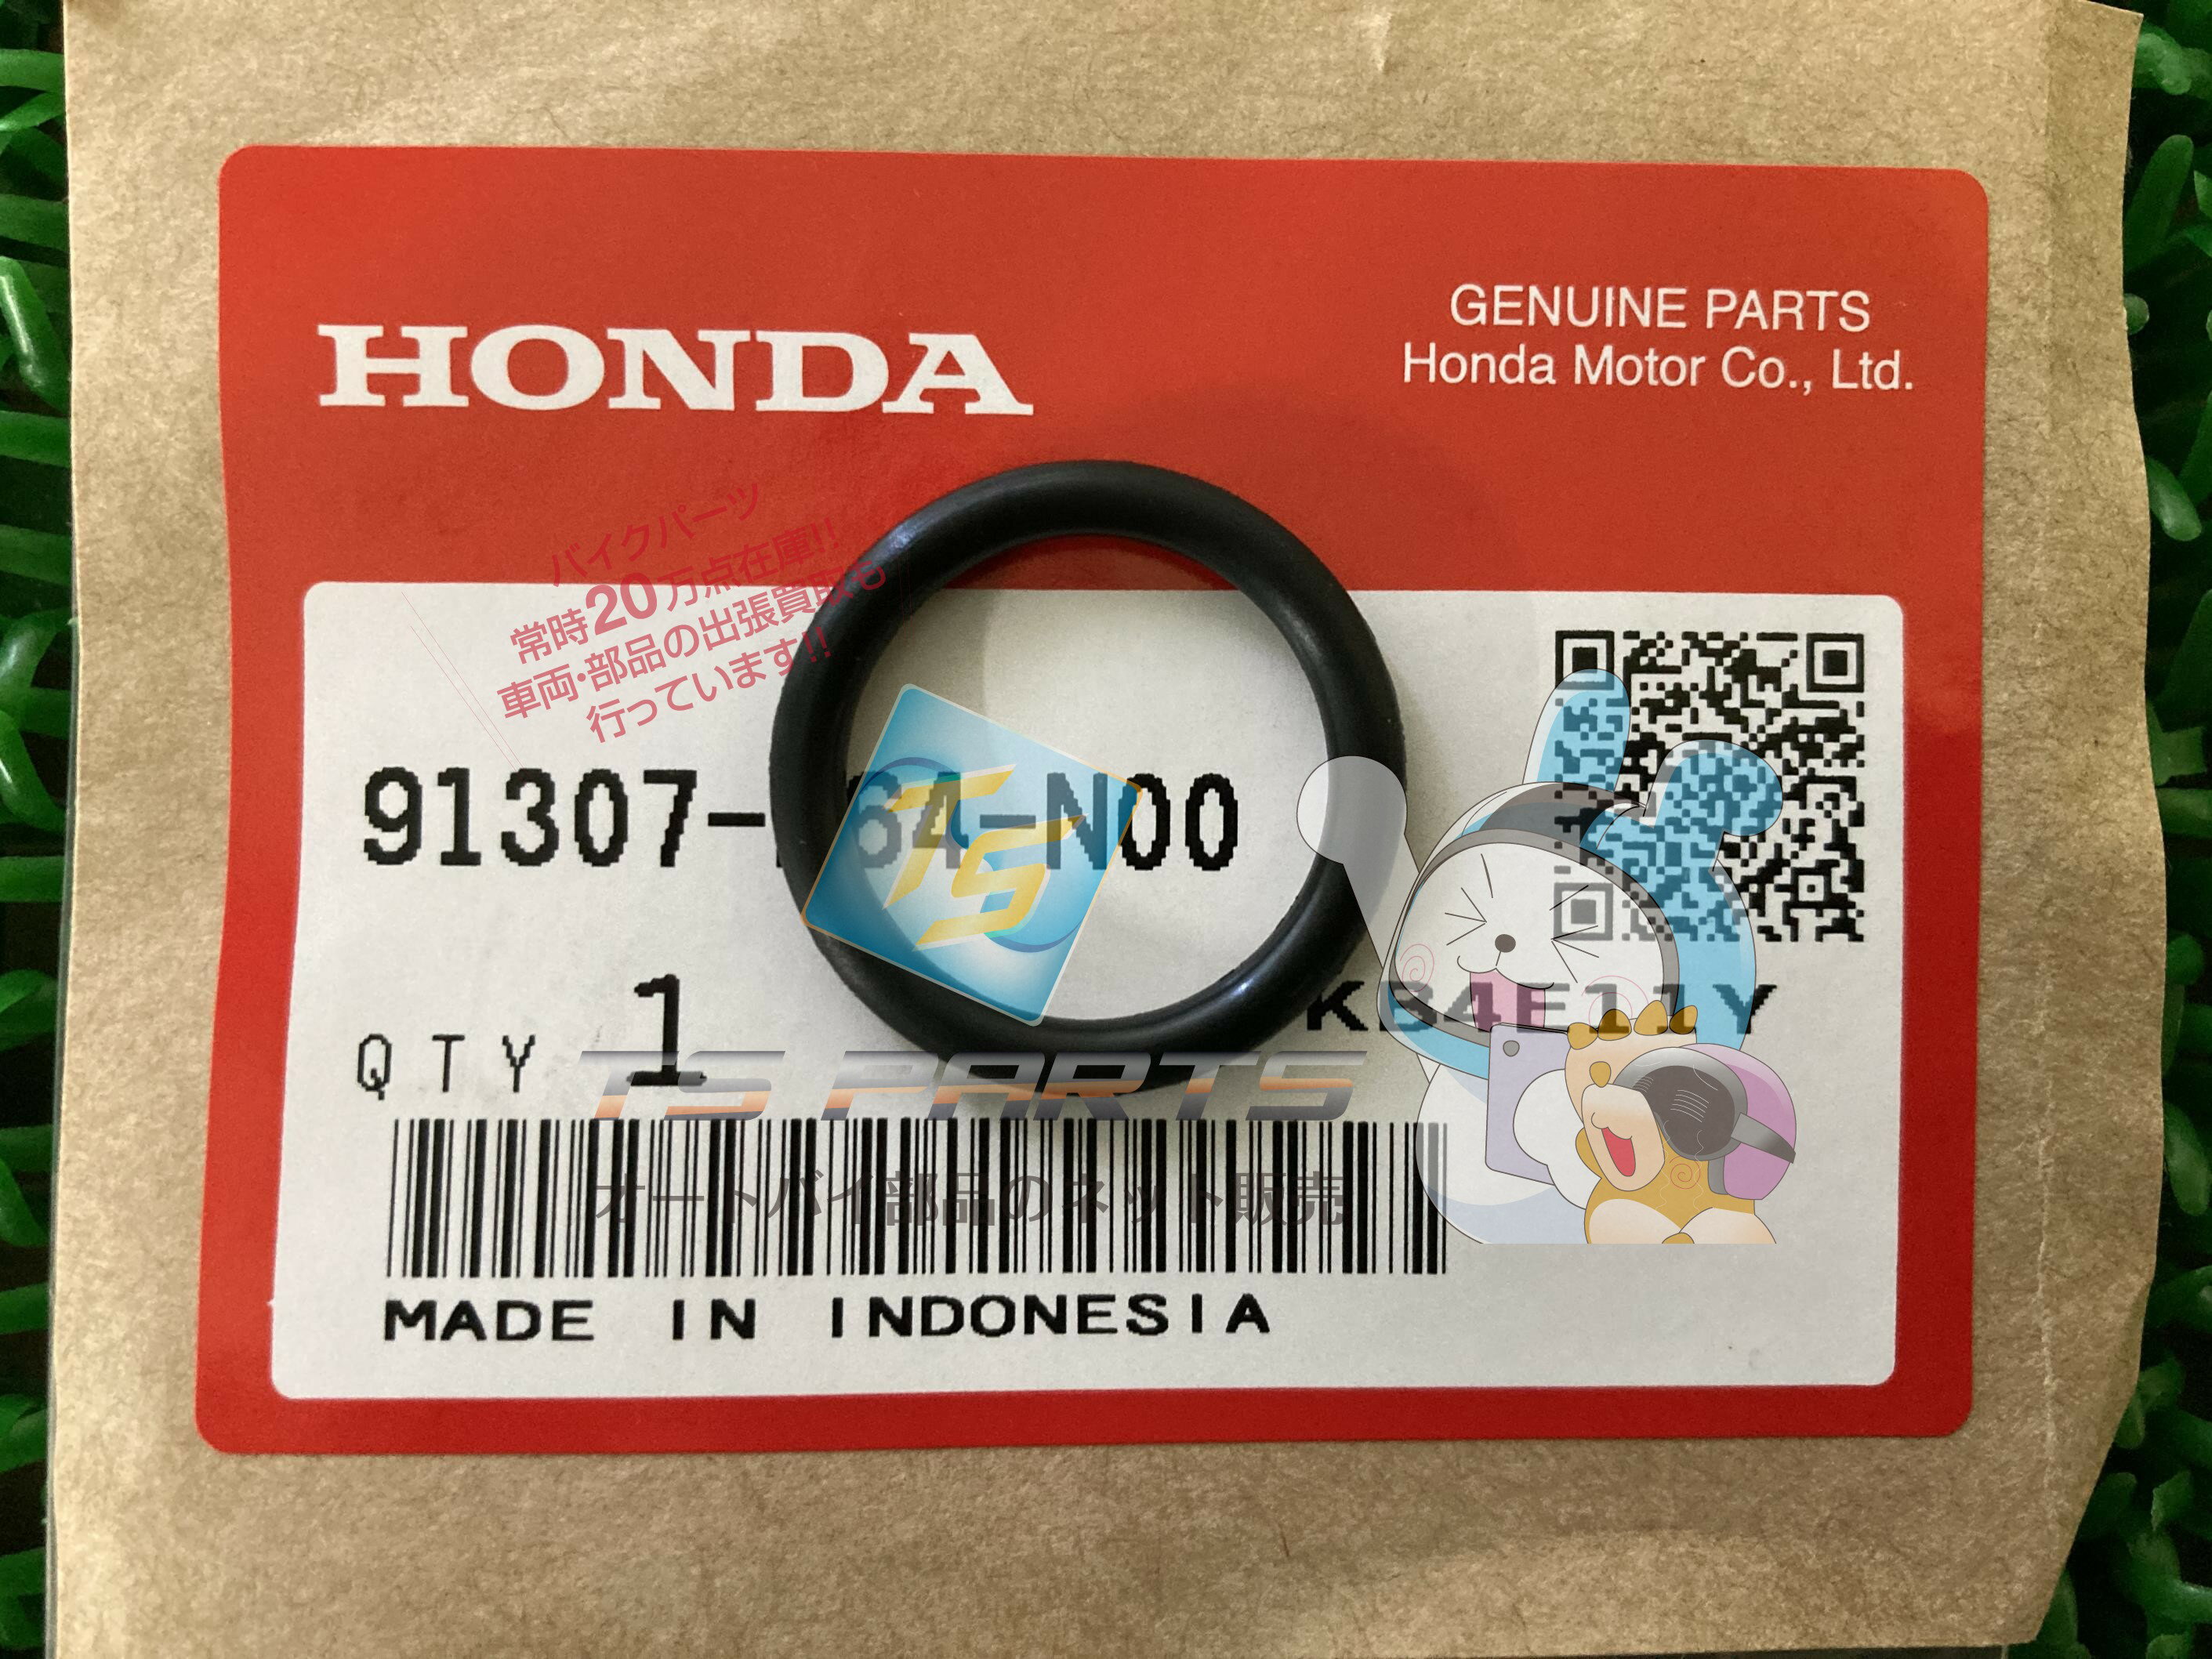 HONDA
GENUINE PARTS
Honda Motor Co., Ltd.
バイクパーツ
常時20万点在庫!!
車両・部品の出張買取も
行っています!!
TS
QTY 1
TS PARTS
オートバイ部品のネット販売
MADE IN INDONESIA